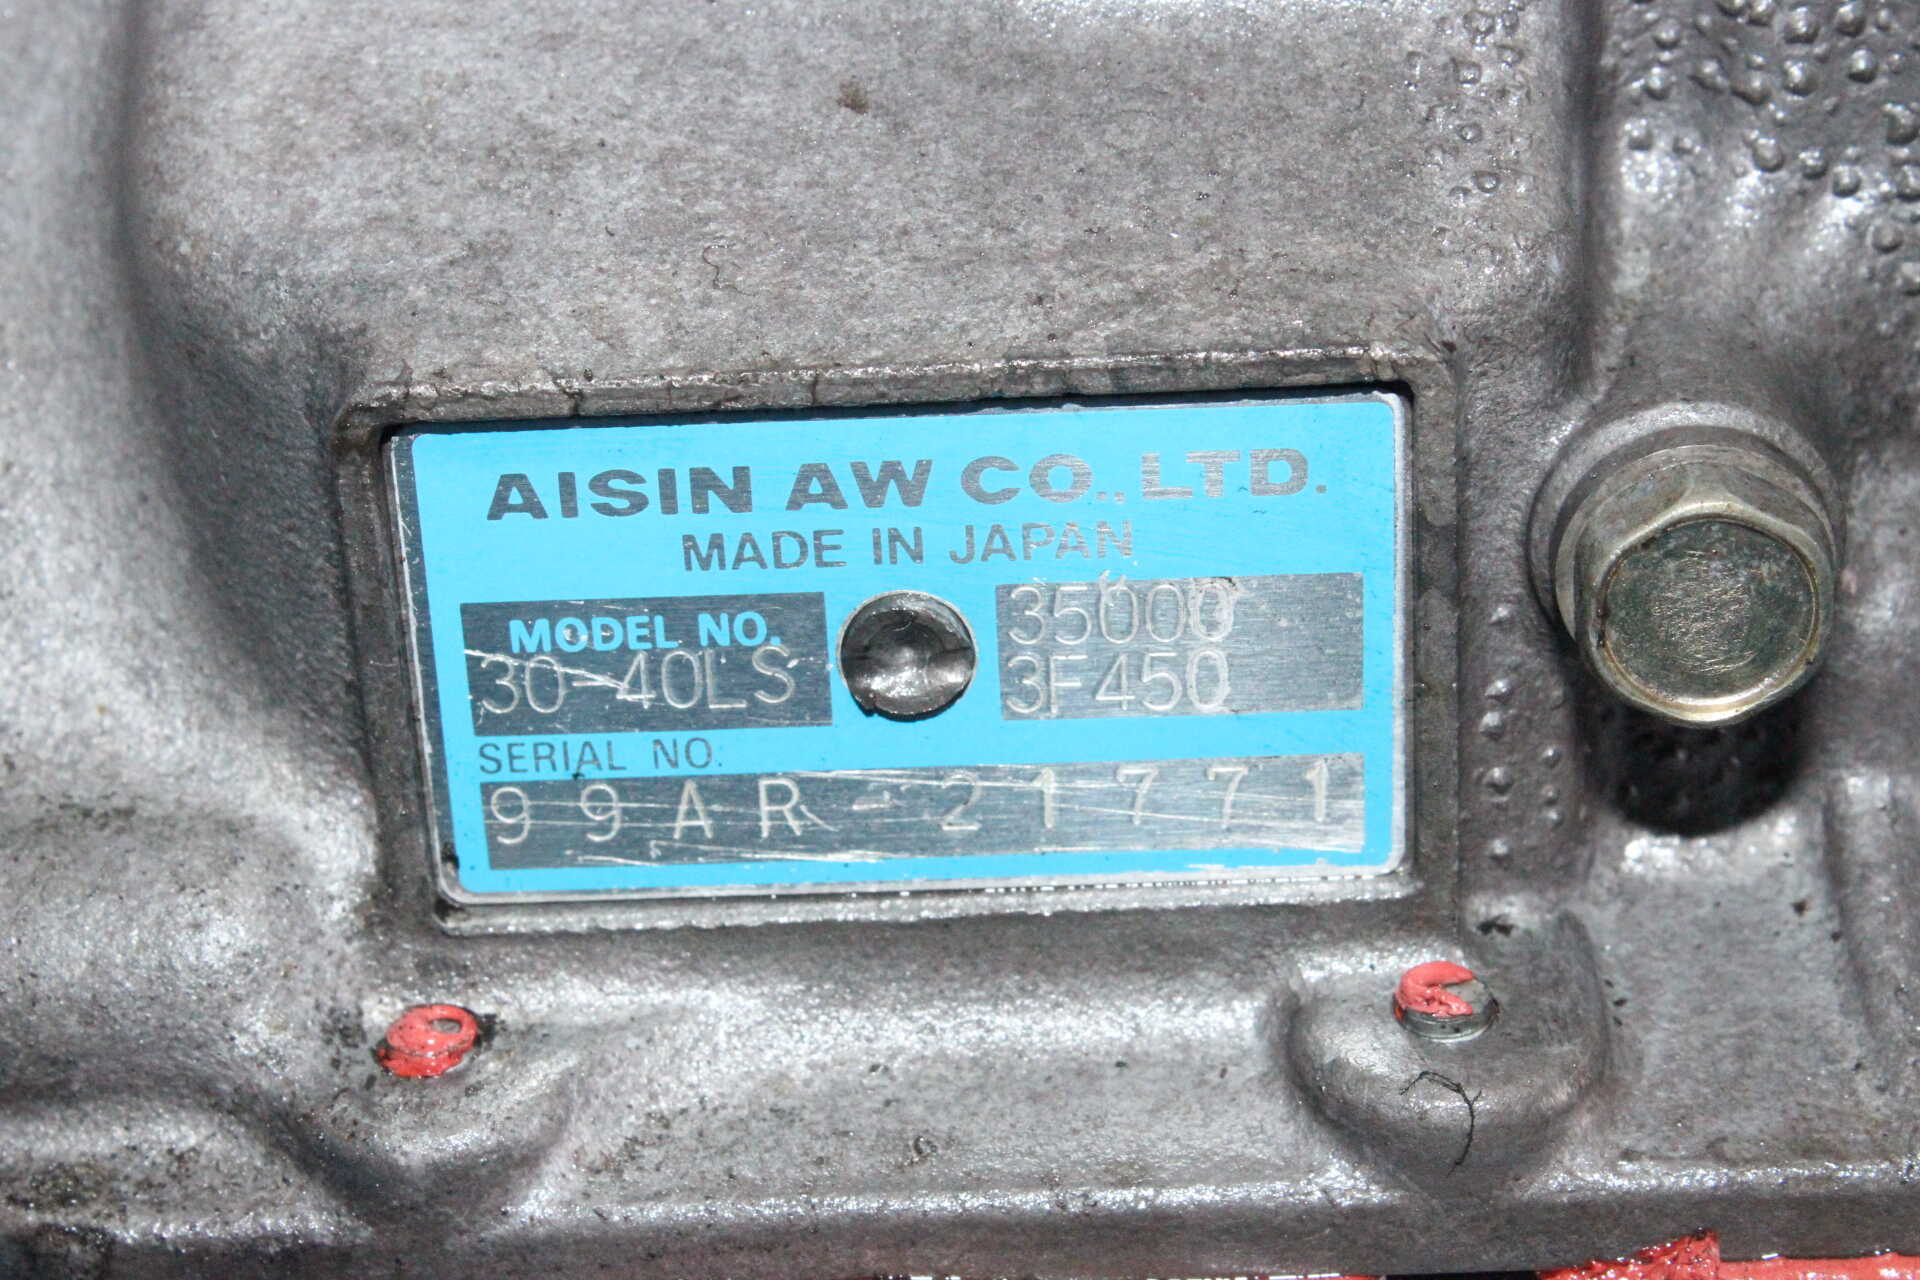 AISIN AW CO., LTD.
MADE IN JAPAN
MODEL NO.
30-40LS
35000
3F450
SERIAL NO.
99AR-21771